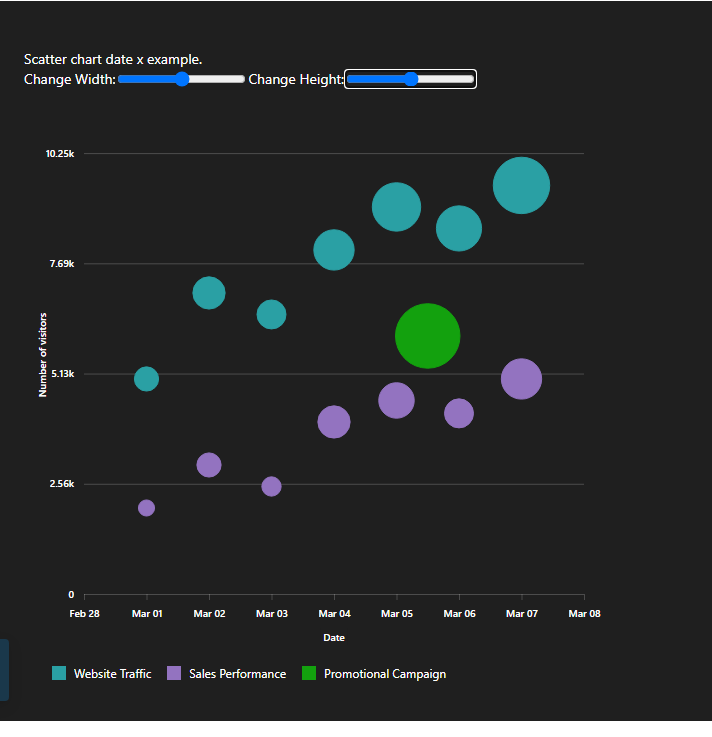 Scatter chart date x example.
Change Width: Change Height:
10.25k
7.69k
5.13k
2.56k
0
Number of visitors
Feb 28 Mar 01 Mar 02 Mar 03 Mar 04 Mar 05 Mar 06 Mar 07 Mar 08
Date
Website Traffic Sales Performance Promotional Campaign